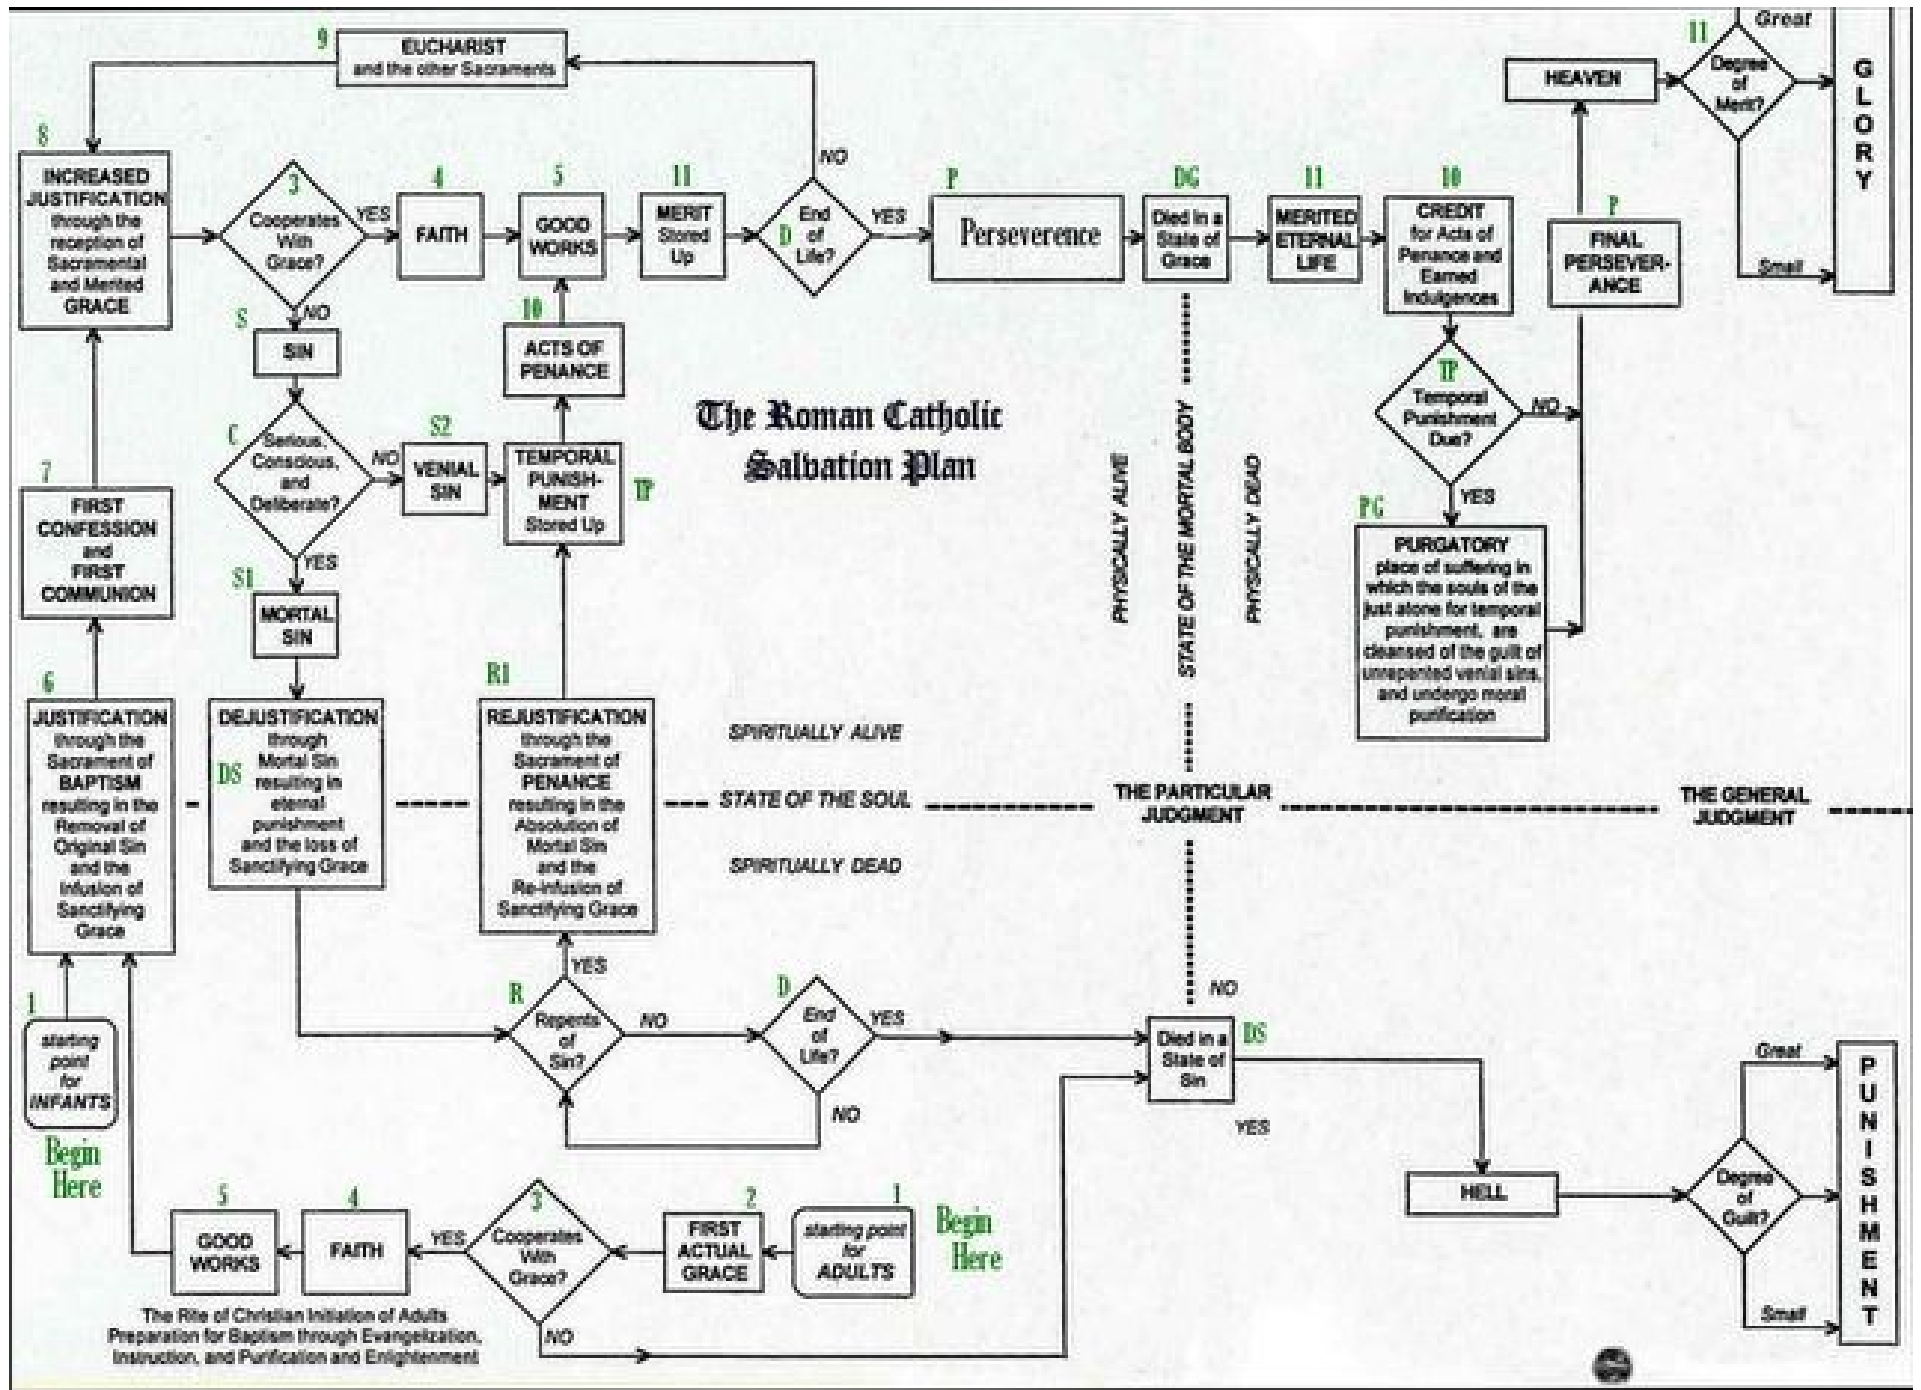 9
EUCHARIST
and the other Sacraments
8
INCREASED
JUSTIFICATION
through the
reception of
Sacramental
and Merited
GRACE
3
Cooperates
With
Grace?
YES
NO
4
FAITH
5
GOOD
WORKS
11
MERIT
Stored
Up
D
End
of
Life?
NO
YES
P
Perseverence
DG
Died in a
State of
Grace
11
MERITED
ETERNAL
LIFE
10
CREDIT
for Acts of
Penance and
Earned
Indulgences
P
FINAL
PERSEVER-
ANCE
HEAVEN
11
Degree
of
Merit?
Great
Small
GLORY
S
SIN
10
ACTS OF
PENANCE
The Roman Catholic
Salvation Plan
TP
Temporal
Punishment
Due?
NO
YES
C
Serious,
Conscious,
and
Deliberate?
NO
YES
S2
VENIAL
SIN
TEMPORAL
PUNISH-
MENT
Stored Up
TP
7
FIRST
CONFESSION
and
FIRST
COMMUNION
S1
MORTAL
SIN
PHYSICALLY ALIVE
STATE OF THE MORTAL BODY
PHYSICALLY DEAD
PG
PURGATORY
place of suffering in
which the souls of the
just atone for temporal
punishment, are
cleansed of the guilt of
unrepented venial sins,
and undergo moral
purification
6
JUSTIFICATION
through the
Sacrament of
BAPTISM
resulting in the
Removal of
Original Sin
and the
Infusion of
Sanctifying
Grace
DEJUSTIFICATION
through
Mortal Sin
DS
resulting in
eternal
punishment
and the loss of
Sanctifying Grace
R1
REJUSTIFICATION
through the
Sacrament of
PENANCE
resulting in the
Absolution of
Mortal Sin
and the
Re-infusion of
Sanctifying Grace
SPIRITUALLY ALIVE
STATE OF THE SOUL
SPIRITUALLY DEAD
THE PARTICULAR
JUDGMENT
THE GENERAL
JUDGMENT
1
starting
point
for
INFANTS
Begin
Here
R
Repents
of
Sin?
YES
NO
D
End
of
Life?
YES
NO
NO
Died in a
State of
Sin
DS
YES
HELL
Degree
of
Guilt?
Great
Small
PUNISHMENT
5
GOOD
WORKS
4
FAITH
YES
3
Cooperates
With
Grace?
NO
2
FIRST
ACTUAL
GRACE
1
starting point
for
ADULTS
Begin
Here
The Rite of Christian Initiation of Adults
Preparation for Baptism through Evangelization,
Instruction, and Purification and Enlightenment